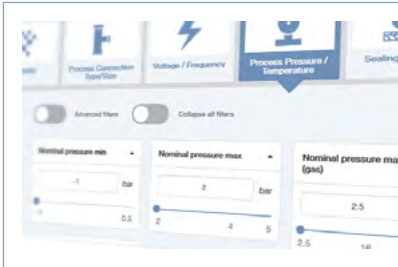 Process Connection
Type/Size
Voltage / Frequency
Process Pressure /
Temperature
Sealing
Advanced filters
Collapse all filters
Nominal pressure min
Nominal pressure max
Nominal pressure ma
(gas)
-1
bar
2
bar
2.5
-1
0.5
2
4
5
2.5
16